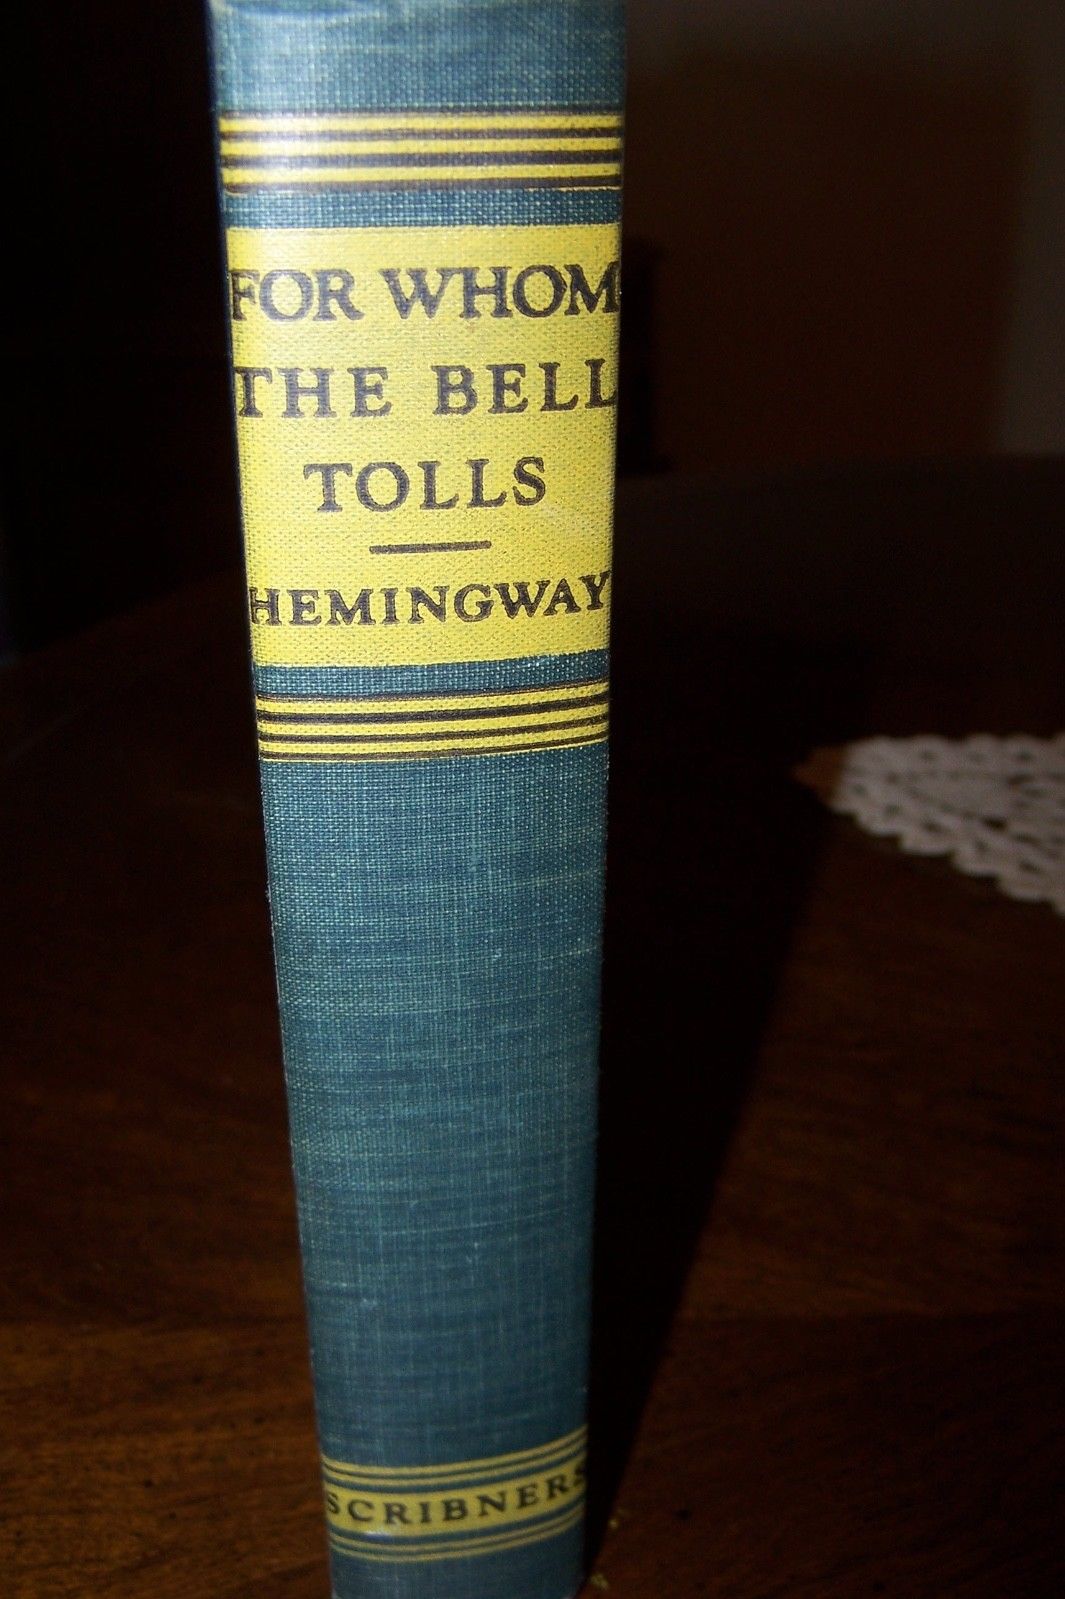 FOR WHOM
THE BELL
TOLLS
HEMINGWAY
SCRIBNERS